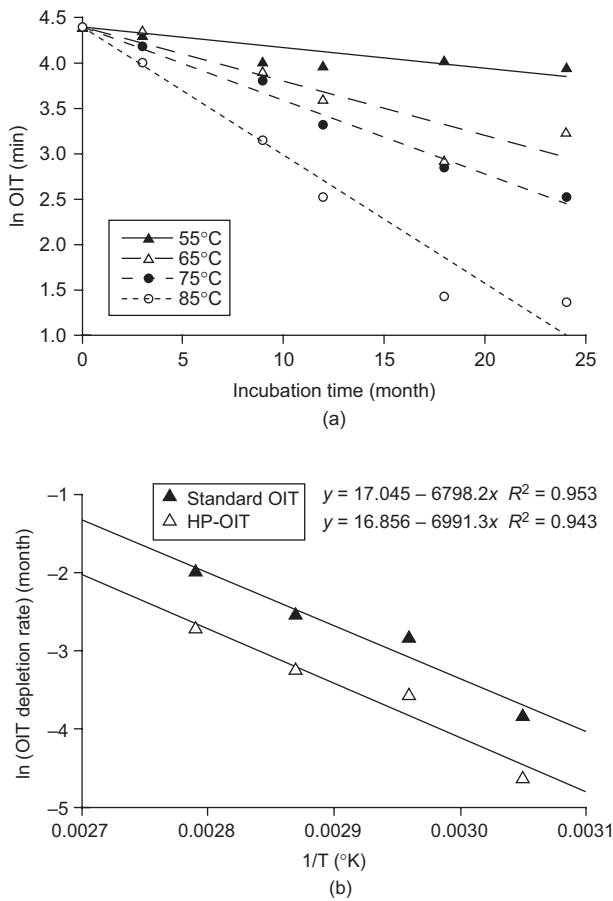 4.5
4.0
3.5
3.0
2.5
2.0
1.5
1.0
ln OIT (min)
55°C
65°C
75°C
85°C
0 5 10 15 20 25
Incubation time (month)
(a)
–1
–2
–3
–4
–5
ln (OIT depletion rate) (month)
Standard OIT y = 17.045 – 6798.2x R² = 0.953
HP-OIT y = 16.856 – 6991.3x R² = 0.943
0.0027 0.0028 0.0029 0.0030 0.0031
1/T (°K)
(b)